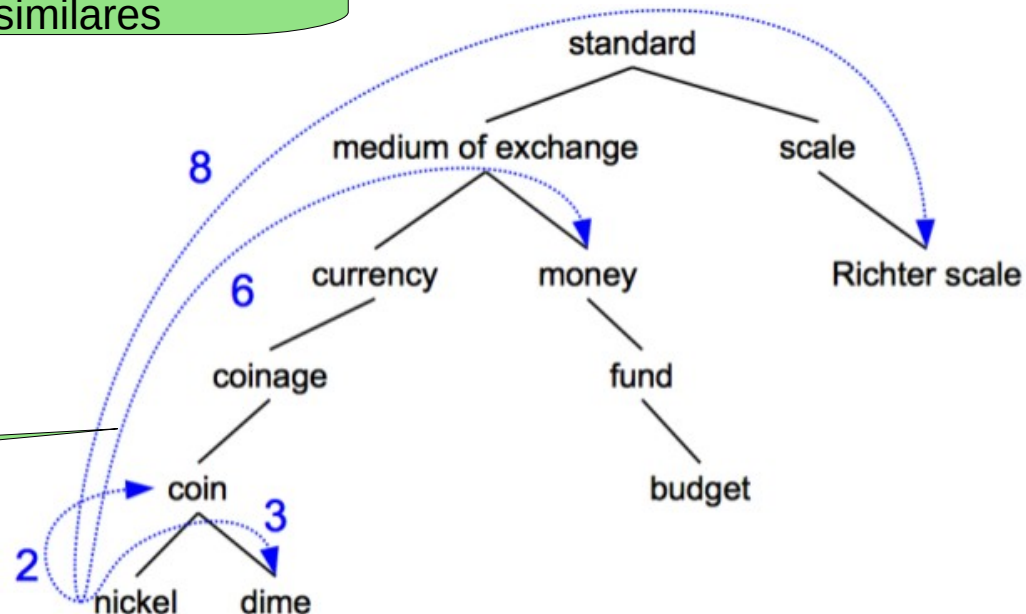 similares
standard
8
medium of exchange
scale
6
currency
money
Richter scale
coinage
fund
coin
budget
3
2
nickel
dime